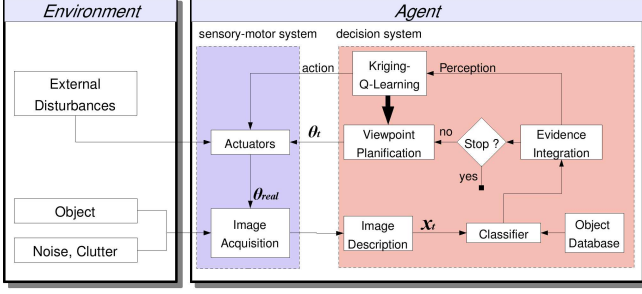 Environment
Agent
sensory-motor system
decision system
External
Disturbances
action
Kriging-
Q-Learning
Perception
Actuators
θt
Viewpoint
Planification
no
Stop ?
yes
Evidence
Integration
θreal
Object
Noise, Clutter
Image
Acquisition
Image
Description
xt
Classifier
Object
Database